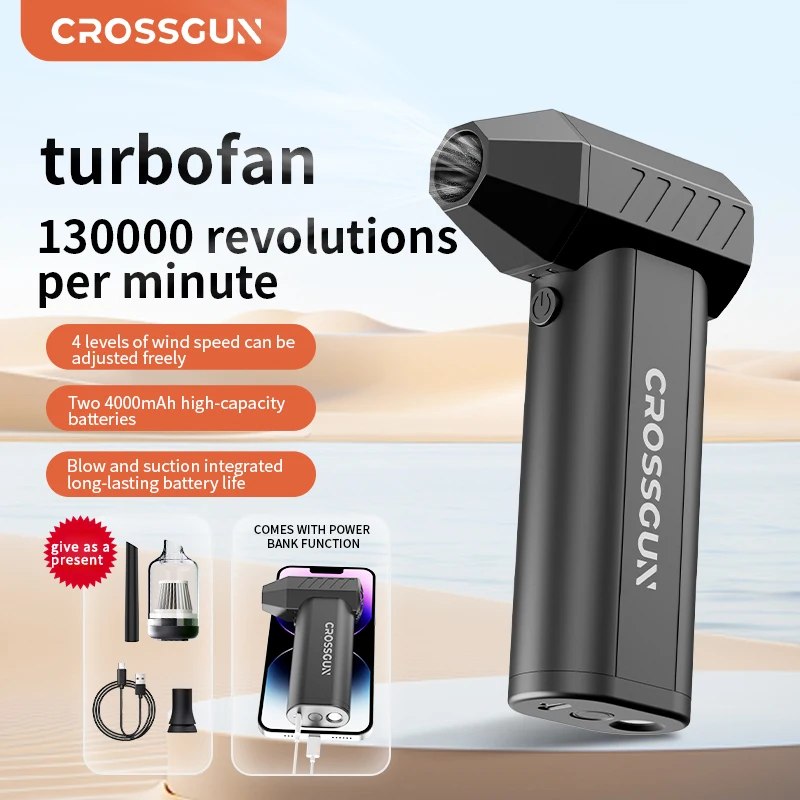 CROSSGUN
turbofan
130000 revolutions
per minute
4 levels of wind speed can be
adjusted freely
Two 4000mAh high-capacity
batteries
Blow and suction integrated
long-lasting battery life
give as a
present
COMES WITH POWER
BANK FUNCTION
CROSSGUN
CROSSGUN